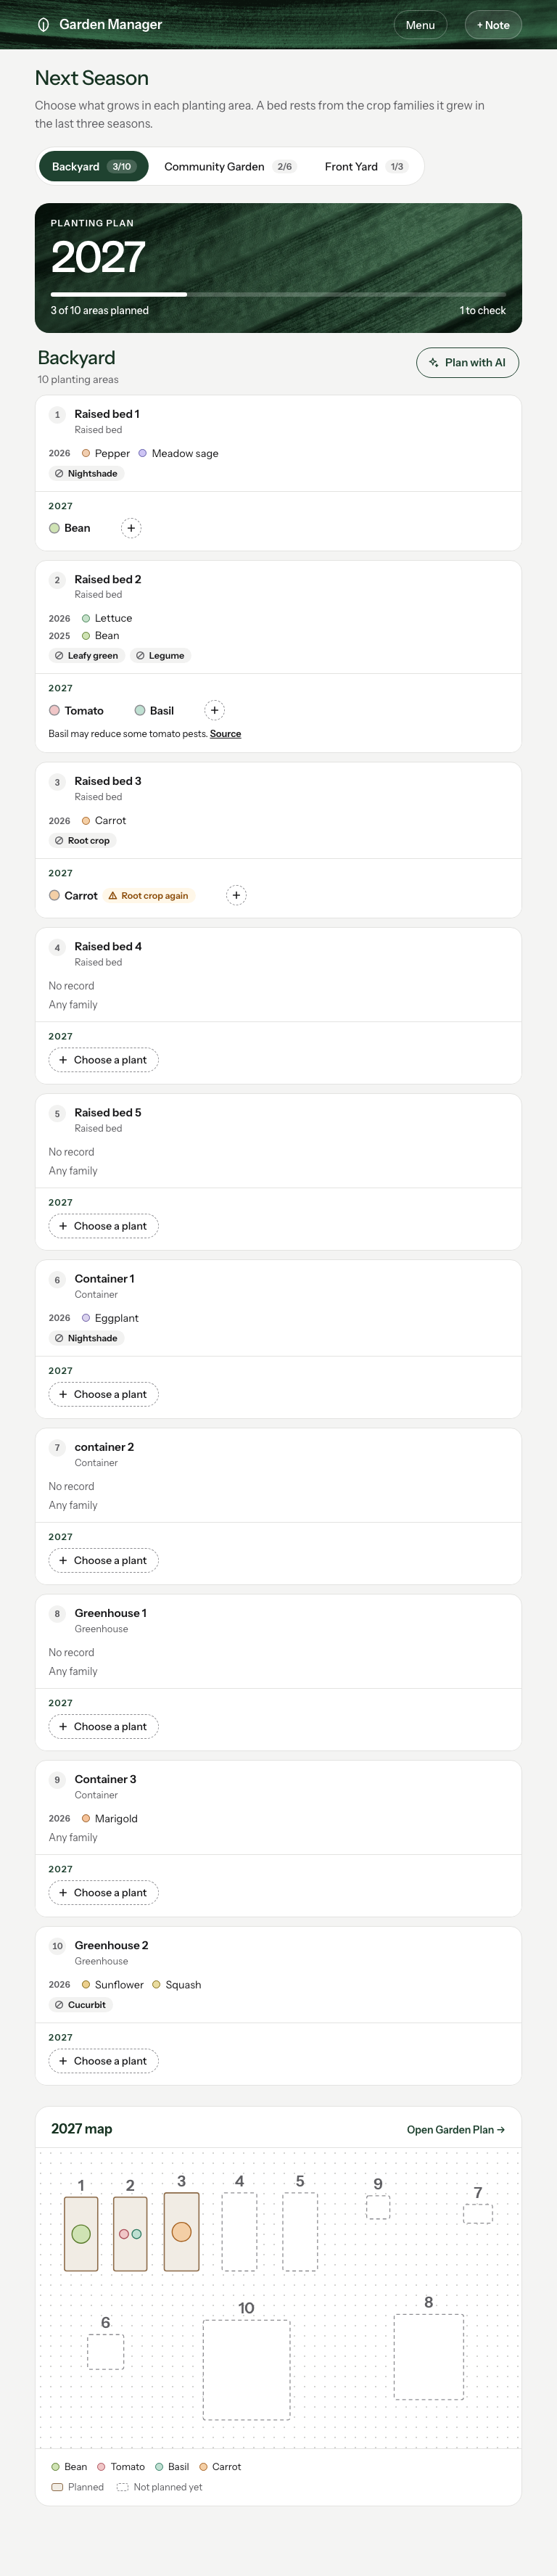 Garden Manager
Menu
+ Note
Next Season
Choose what grows in each planting area. A bed rests from the crop families it grew in
the last three seasons.
Backyard 3/10
Community Garden 2/6
Front Yard 1/3
PLANTING PLAN
2027
3 of 10 areas planned
1 to check
Backyard
10 planting areas
Plan with AI
1 Raised bed 1
Raised bed
2026 Pepper Meadow sage
Nightshade
2027
Bean +
2 Raised bed 2
Raised bed
2026 Lettuce
2025 Bean
Leafy green Legume
2027
Tomato Basil +
Basil may reduce some tomato pests. Source
3 Raised bed 3
Raised bed
2026 Carrot
Root crop
2027
Carrot Root crop again +
4 Raised bed 4
Raised bed
No record
Any family
2027
+ Choose a plant
5 Raised bed 5
Raised bed
No record
Any family
2027
+ Choose a plant
6 Container 1
Container
2026 Eggplant
Nightshade
2027
+ Choose a plant
7 container 2
Container
No record
Any family
2027
+ Choose a plant
8 Greenhouse 1
Greenhouse
No record
Any family
2027
+ Choose a plant
9 Container 3
Container
2026 Marigold
Any family
2027
+ Choose a plant
10 Greenhouse 2
Greenhouse
2026 Sunflower Squash
Cucurbit
2027
+ Choose a plant
2027 map
Open Garden Plan →
1 2 3 4 5 9 7
6 10 8
Bean Tomato Basil Carrot
Planned Not planned yet